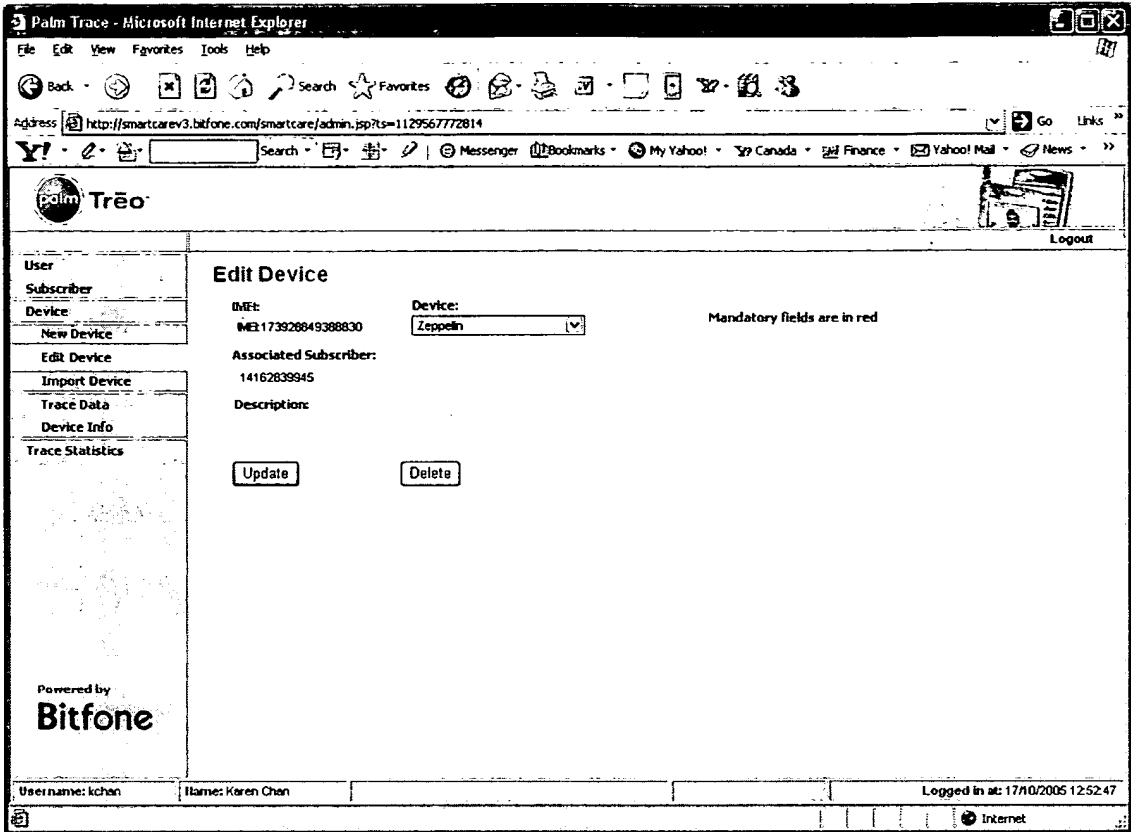 Palm Trace - Microsoft Internet Explorer
File Edit View Favorites Tools Help
Back Search Favorites
Address http://smartcarev3.bitfone.com/smartcare/admin.jsp?ts=1129567772814 Go Links »
Y! Search Messenger Bookmarks My Yahoo! Y? Canada Finance Yahoo! Mail News »
palm Trēo
Logout
User
Subscriber
Device
New Device
Edit Device
Import Device
Trace Data
Device Info
Trace Statistics
Edit Device
IMEI: Device:
IMEI:173926849388830 Zeppelin
Mandatory fields are in red
Associated Subscriber:
14162839945
Description:
Update Delete
Powered by
Bitfone
Username: kchan Name: Karen Chan Logged in at: 17/10/2005 12:52:47
Internet